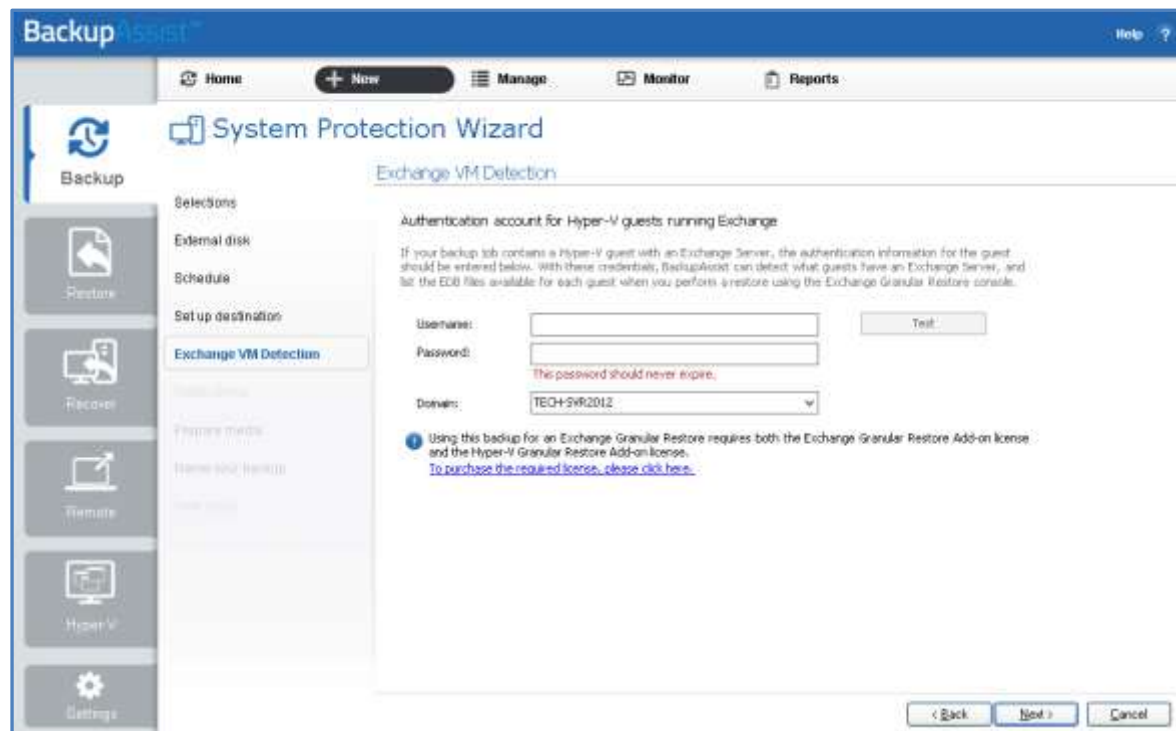 BackupAssist™
Help ?
Home
New
Manage
Monitor
Reports
System Protection Wizard
Backup
Restore
Recover
Remote
Hyper-V
Settings
Selections
External disk
Schedule
Set up destination
Exchange VM Detection
Prepare media
Name your backup
Exchange VM Detection
Authentication account for Hyper-V guests running Exchange
If your backup job contains a Hyper-V guest with an Exchange Server, the authentication information for the guest
should be entered below. With these credentials, BackupAssist can detect what guests have an Exchange Server, and
list the EDB files available for each guest when you perform a restore using the Exchange Granular Restore console.
Username:
Test
Password:
This password should never expire.
Domain:
TECH-SVR2012
Using this backup for an Exchange Granular Restore requires both the Exchange Granular Restore Add-on license
and the Hyper-V Granular Restore Add-on license.
To purchase the required license, please click here.
< Back
Next >
Cancel